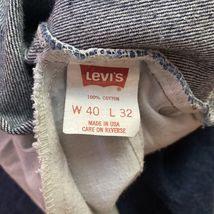 LEVI'S
100% COTTON
W 40 L 32
MADE IN USA
CARE ON REVERSE